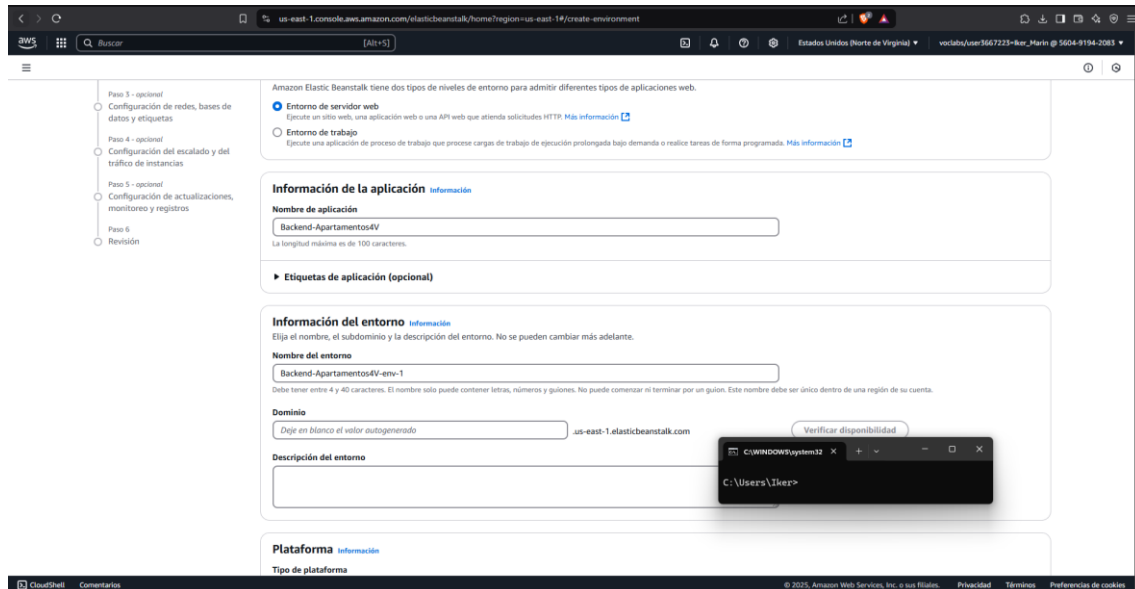 us-east-1.console.aws.amazon.com/elasticbeanstalk/home?region=us-east-1#/create-environment
aws
Buscar
[Alt+S]
Estados Unidos (Norte de Virginia)
voclabs/user3667223=Iker_Marin @ 5604-9194-2083
Paso 3 - opcional
Configuración de redes, bases de
datos y etiquetas
Paso 4 - opcional
Configuración del escalado y del
tráfico de instancias
Paso 5 - opcional
Configuración de actualizaciones,
monitoreo y registros
Paso 6
Revisión
Amazon Elastic Beanstalk tiene dos tipos de niveles de entorno para admitir diferentes tipos de aplicaciones web.
Entorno de servidor web
Ejecute un sitio web, una aplicación web o una API web que atienda solicitudes HTTP. Más información
Entorno de trabajo
Ejecute una aplicación de proceso de trabajo que procese cargas de trabajo de ejecución prolongada bajo demanda o realice tareas de forma programada. Más información
Información de la aplicación Información
Nombre de aplicación
Backend-Apartamentos4V
La longitud máxima es de 100 caracteres.
Etiquetas de aplicación (opcional)
Información del entorno Información
Elija el nombre, el subdominio y la descripción del entorno. No se pueden cambiar más adelante.
Nombre del entorno
Backend-Apartamentos4V-env-1
Debe tener entre 4 y 40 caracteres. El nombre solo puede contener letras, números y guiones. No puede comenzar ni terminar por un guion. Este nombre debe ser único dentro de una región de su cuenta.
Dominio
Deje en blanco el valor autogenerado
.us-east-1.elasticbeanstalk.com
Verificar disponibilidad
Descripción del entorno
C:\WINDOWS\system32
C:\Users\Iker>
Plataforma Información
Tipo de plataforma
CloudShell
Comentarios
© 2025, Amazon Web Services, Inc. o sus filiales.
Privacidad
Términos
Preferencias de cookies